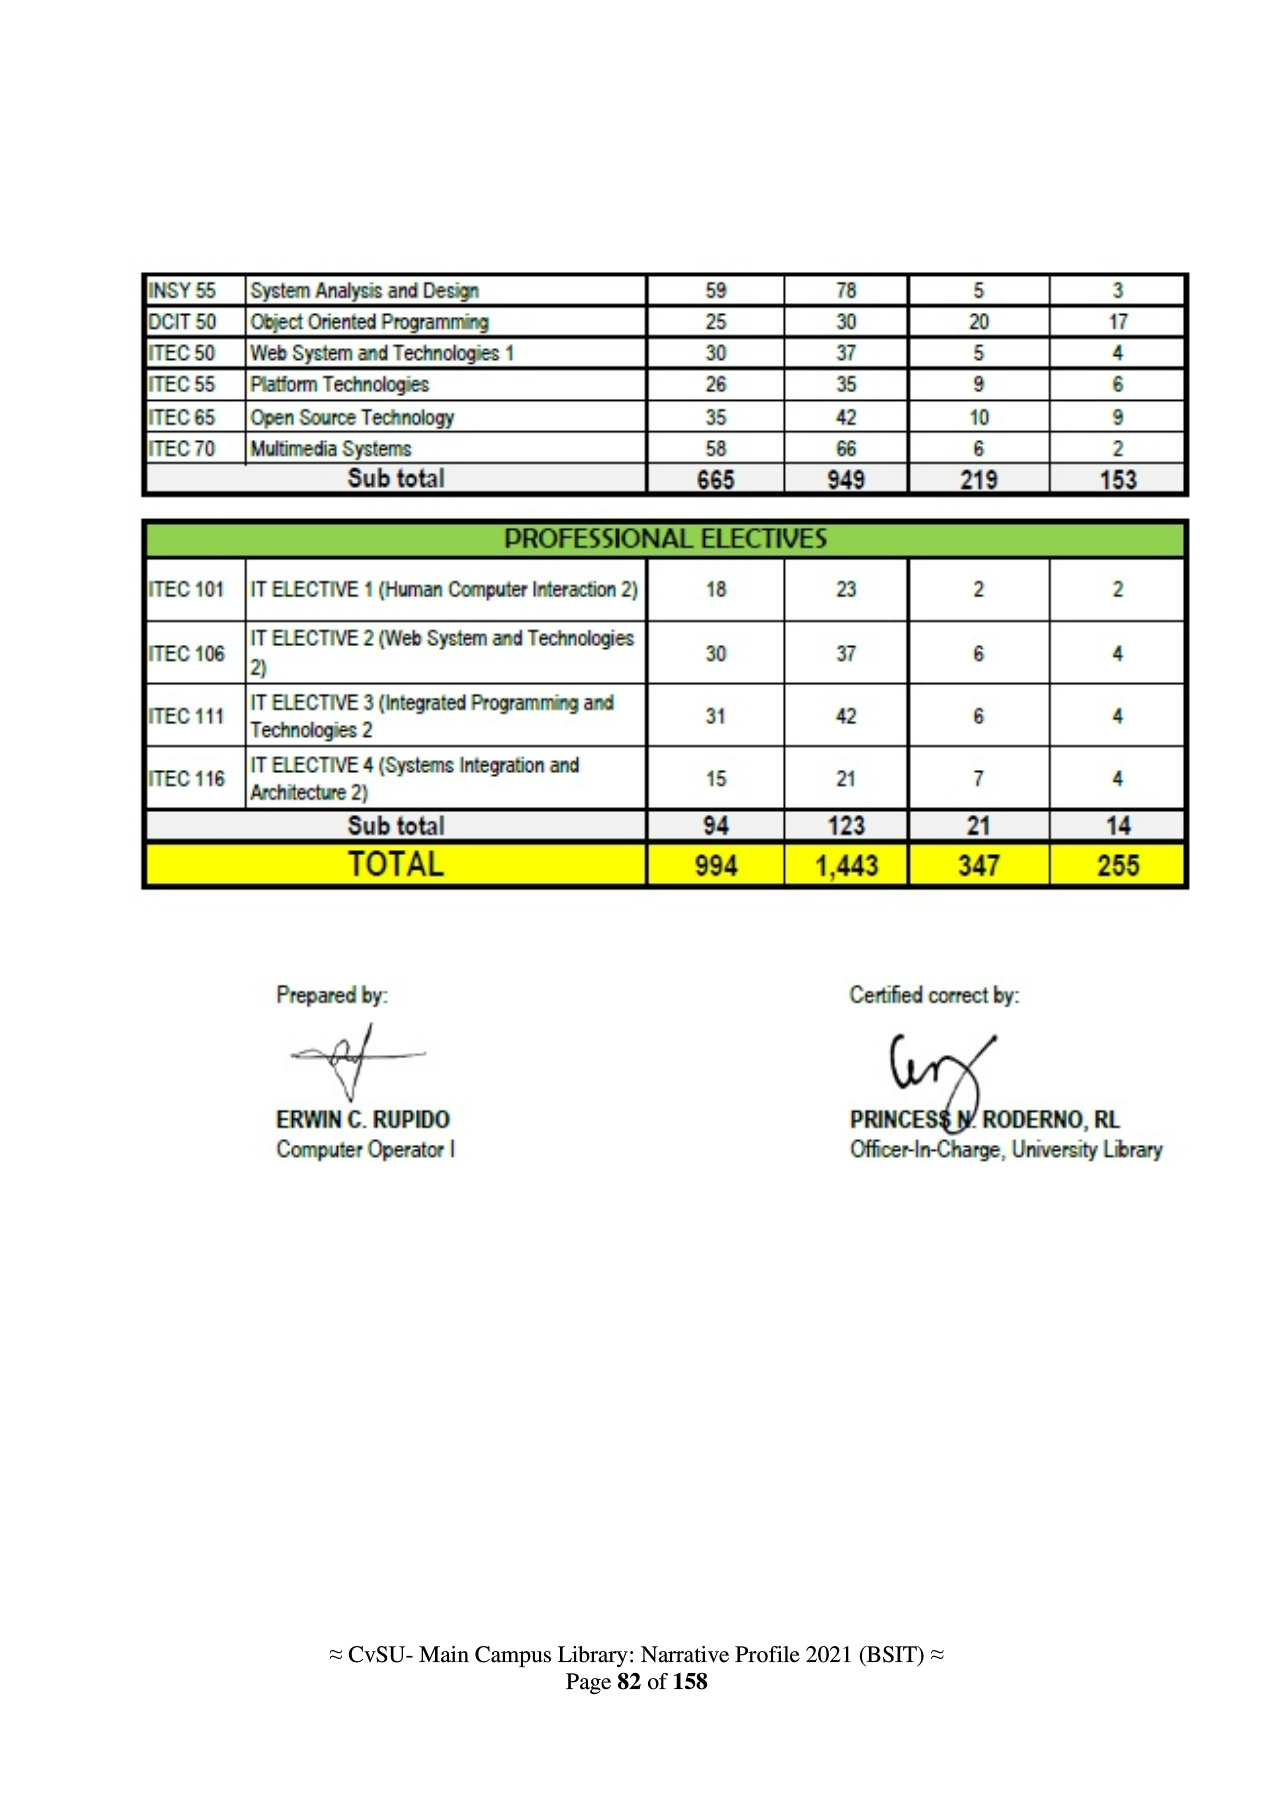 INSY 55 System Analysis and Design 59 78 5 3
DCIT 50 Object Oriented Programming 25 30 20 17
ITEC 50 Web System and Technologies 1 30 37 5 4
ITEC 55 Platform Technologies 26 35 9 6
ITEC 65 Open Source Technology 35 42 10 9
ITEC 70 Multimedia Systems 58 66 6 2
Sub total 665 949 219 153
PROFESSIONAL ELECTIVES
ITEC 101 IT ELECTIVE 1 (Human Computer Interaction 2) 18 23 2 2
ITEC 106 IT ELECTIVE 2 (Web System and Technologies
2) 30 37 6 4
ITEC 111 IT ELECTIVE 3 (Integrated Programming and
Technologies 2 31 42 6 4
ITEC 116 IT ELECTIVE 4 (Systems Integration and
Architecture 2) 15 21 7 4
Sub total 94 123 21 14
TOTAL 994 1,443 347 255
Prepared by: Certified correct by:
ERWIN C. RUPIDO PRINCESS N. RODERNO, RL
Computer Operator I Officer-In-Charge, University Library
≈ CvSU- Main Campus Library: Narrative Profile 2021 (BSIT) ≈
Page 82 of 158